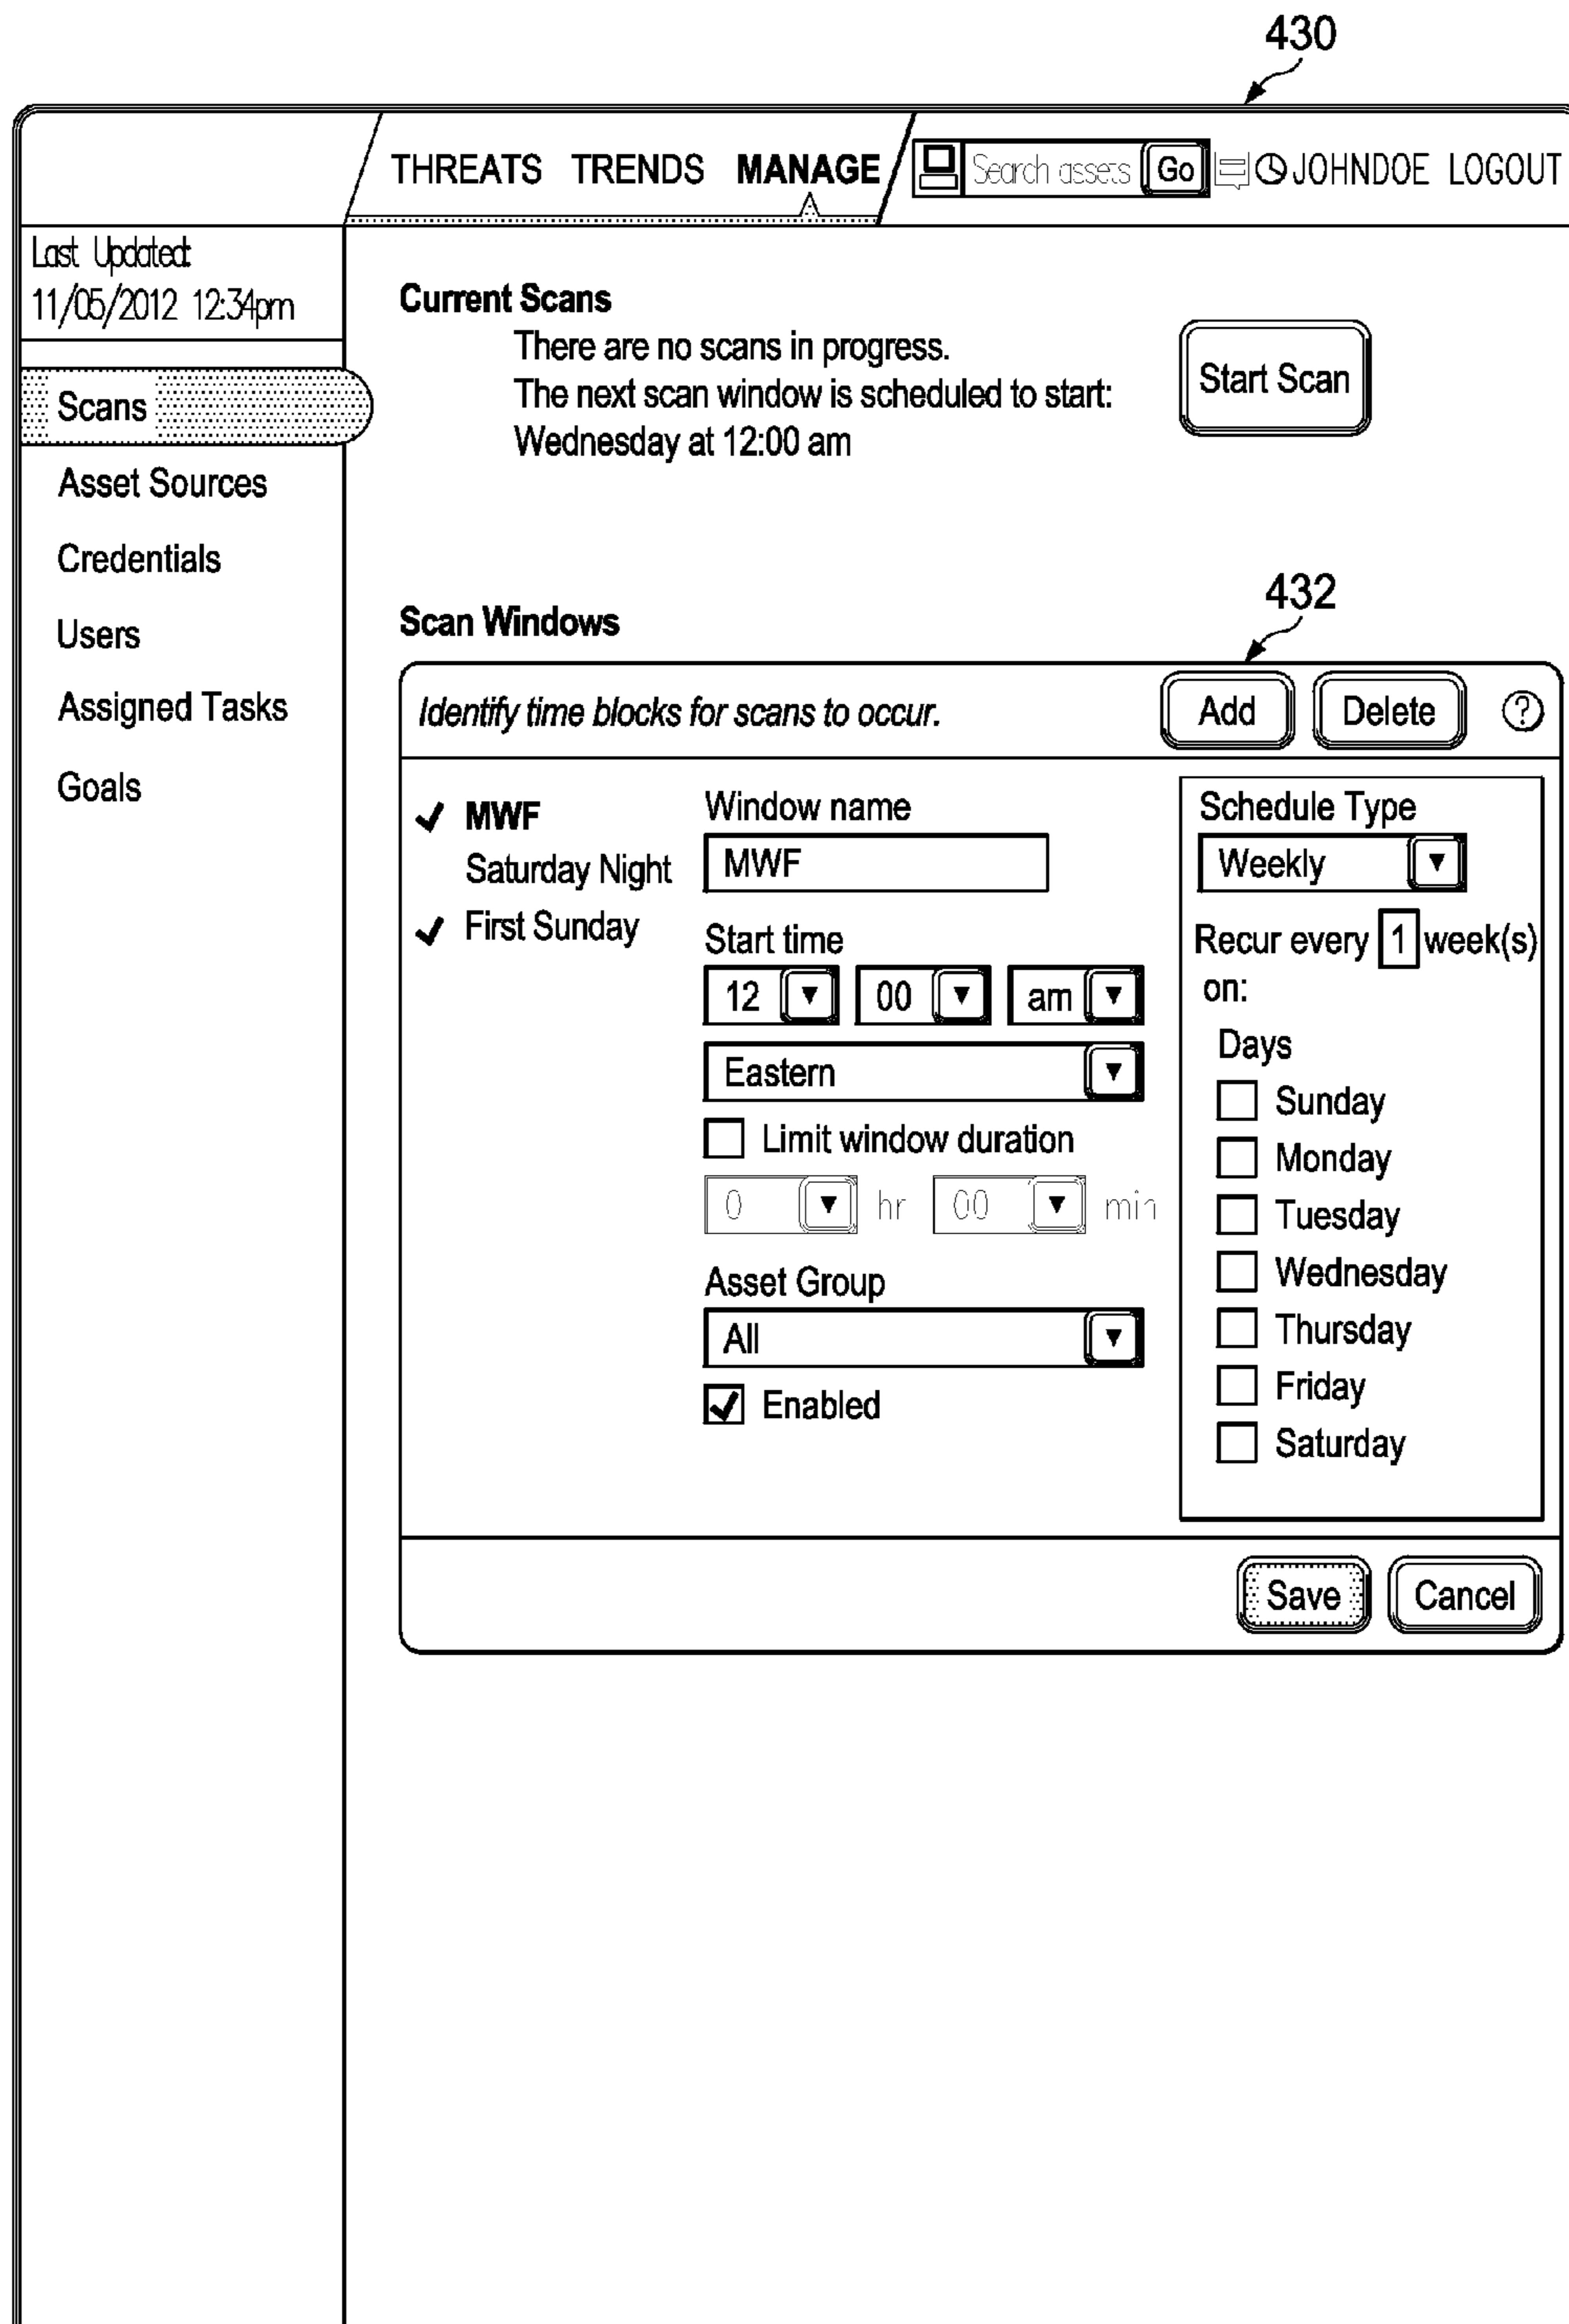 430
THREATS TRENDS MANAGE Search assets Go JOHNDOE LOGOUT
Last Updated:
11/05/2012 12:34pm
Scans
Asset Sources
Credentials
Users
Assigned Tasks
Goals
Current Scans
There are no scans in progress.
The next scan window is scheduled to start:
Wednesday at 12:00 am
Start Scan
Scan Windows
432
Identify time blocks for scans to occur. Add Delete ?
MWF
Saturday Night
First Sunday
Window name
MWF
Start time
12 00 am
Eastern
Limit window duration
0 hr 00 min
Asset Group
All
Enabled
Schedule Type
Weekly
Recur every 1 week(s)
on:
Days
Sunday
Monday
Tuesday
Wednesday
Thursday
Friday
Saturday
Save Cancel